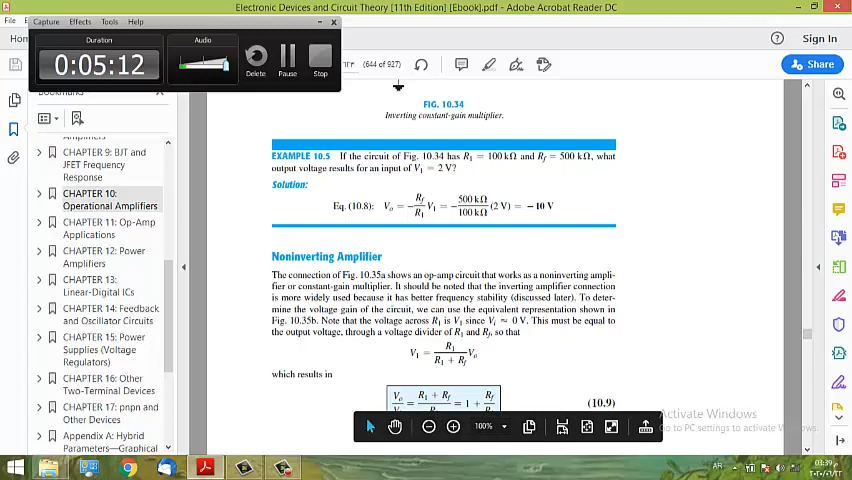 Electronic Devices and Circuit Theory [11th Edition] [Ebook].pdf - Adobe Acrobat Reader DC
Capture Effects Tools Help
Duration
0:05:12
Audio
Delete Pause Stop
(644 of 927)
Sign In
Share
CHAPTER 9: BJT and
JFET Frequency
Response
CHAPTER 10:
Operational Amplifiers
CHAPTER 11: Op-Amp
Applications
CHAPTER 12: Power
Amplifiers
CHAPTER 13:
Linear-Digital ICs
CHAPTER 14: Feedback
and Oscillator Circuits
CHAPTER 15: Power
Supplies (Voltage
Regulators)
CHAPTER 16: Other
Two-Terminal Devices
CHAPTER 17: pnpn and
Other Devices
Appendix A: Hybrid
Parameters—Graphical
FIG. 10.34
Inverting constant-gain multiplier.
EXAMPLE 10.5 If the circuit of Fig. 10.34 has R1 = 100 kΩ and Rf = 500 kΩ, what
output voltage results for an input of V1 = 2 V?
Solution:
Eq. (10.8): Vo = −Rf/R1 V1 = −500 kΩ/100 kΩ (2 V) = −10 V
Noninverting Amplifier
The connection of Fig. 10.35a shows an op-amp circuit that works as a noninverting ampli-
fier or constant-gain multiplier. It should be noted that the inverting amplifier connection
is more widely used because it has better frequency stability (discussed later). To deter-
mine the voltage gain of the circuit, we can use the equivalent representation shown in
Fig. 10.35b. Note that the voltage across R1 is V1 since Vi ≈ 0 V. This must be equal to
the output voltage, through a voltage divider of R1 and Rf, so that
V1 = R1/(R1 + Rf) Vo
which results in
Vo = R1 + Rf = 1 + Rf (10.9)
100%
Activate Windows
Go to PC settings to activate Windows.
AR